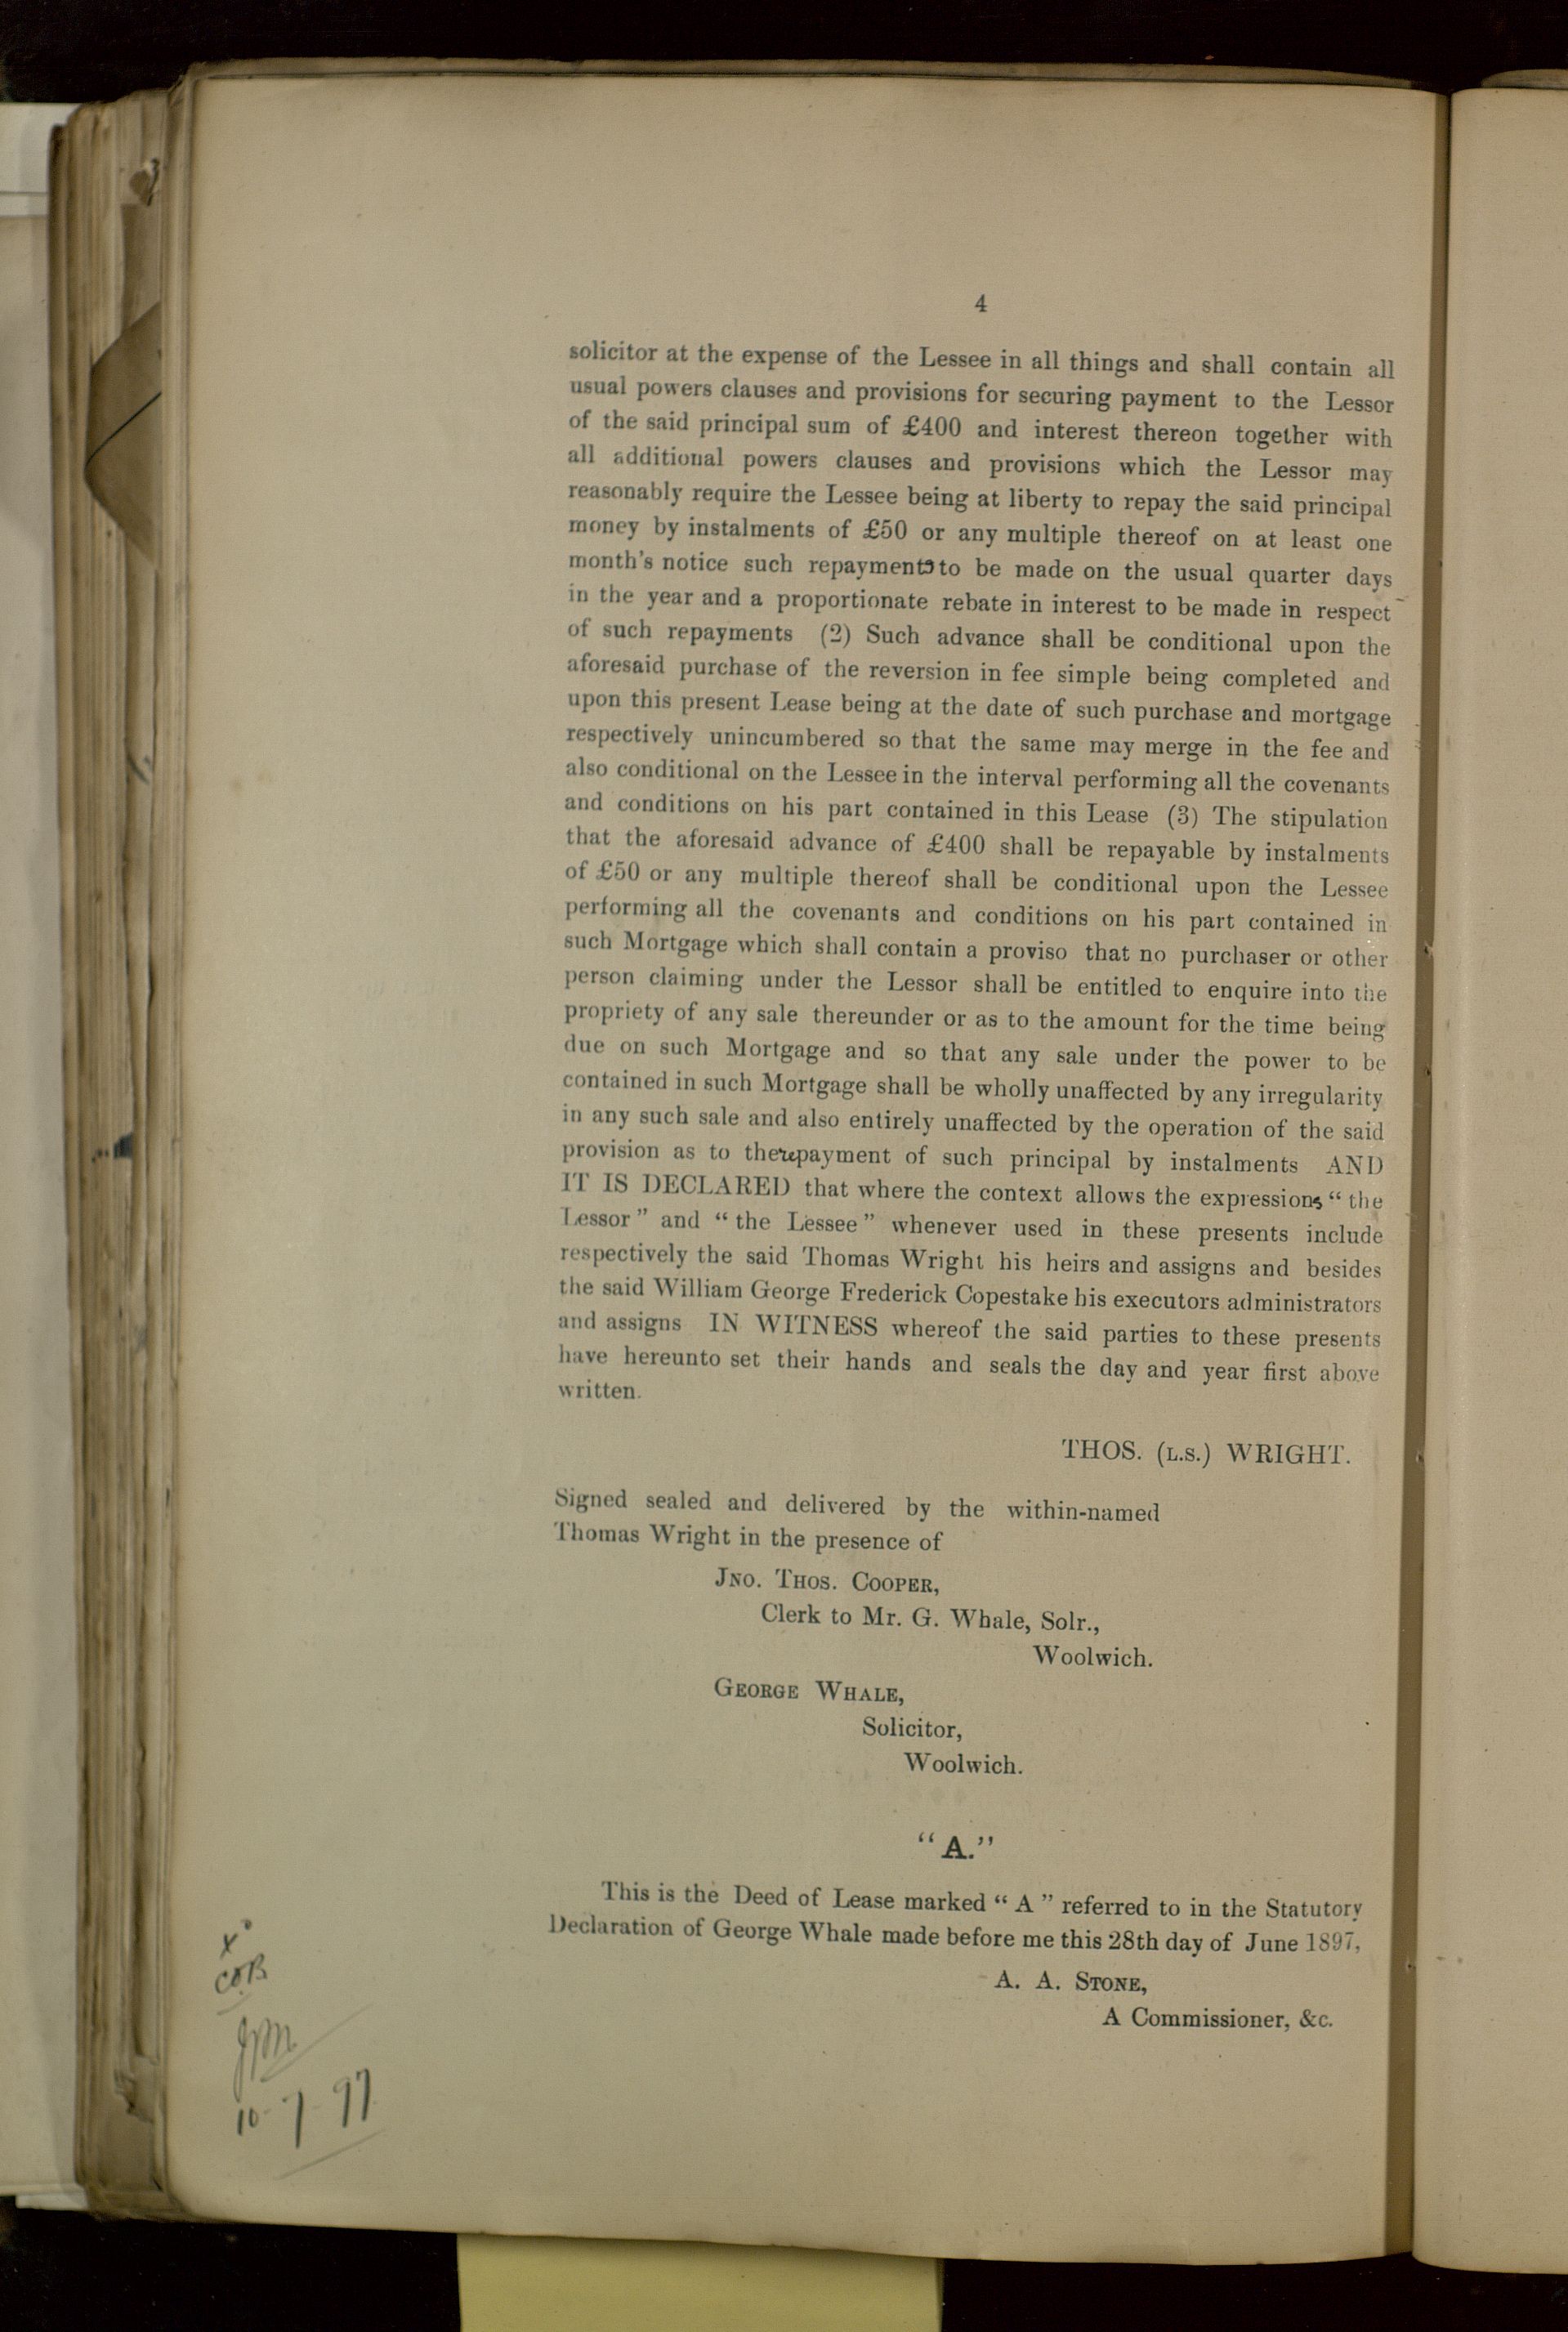 4
solicitor at the expense of the Lessee in all things and shall contain all
usual powers clauses and provisions for securing payment to the Lessor
of the said principal sum of £400 and interest thereon together with
all additional powers clauses and provisions which the Lessor may
reasonably require the Lessee being at liberty to repay the said principal
money by instalments of £50 or any multiple thereof on at least one
month's notice such repayments to be made on the usual quarter days
in the year and a proportionate rebate in interest to be made in respect
of such repayments (2) Such advance shall be conditional upon the
aforesaid purchase of the reversion in fee simple being completed and
upon this present Lease being at the date of such purchase and mortgage
respectively unincumbered so that the same may merge in the fee and
also conditional on the Lessee in the interval performing all the covenants
and conditions on his part contained in this Lease (3) The stipulation
that the aforesaid advance of £400 shall be repayable by instalments
of £50 or any multiple thereof shall be conditional upon the Lessee
performing all the covenants and conditions on his part contained in
such Mortgage which shall contain a proviso that no purchaser or other
person claiming under the Lessor shall be entitled to enquire into the
propriety of any sale thereunder or as to the amount for the time being
due on such Mortgage and so that any sale under the power to be
contained in such Mortgage shall be wholly unaffected by any irregularity
in any such sale and also entirely unaffected by the operation of the said
provision as to the repayment of such principal by instalments AND
IT IS DECLARED that where the context allows the expressions "the
Lessor" and "the Lessee" whenever used in these presents include
respectively the said Thomas Wright his heirs and assigns and besides
the said William George Frederick Copestake his executors administrators
and assigns IN WITNESS whereof the said parties to these presents
have hereunto set their hands and seals the day and year first above
written.
THOS. (L.S.) WRIGHT.
Signed sealed and delivered by the within-named
Thomas Wright in the presence of
JNO. THOS. COOPER,
Clerk to Mr. G. Whale, Solr.,
Woolwich.
GEORGE WHALE,
Solicitor,
Woolwich.
"A."
This is the Deed of Lease marked "A" referred to in the Statutory
Declaration of George Whale made before me this 28th day of June 1897,
A. A. STONE,
A Commissioner, &c.
x
COB
10-7-97